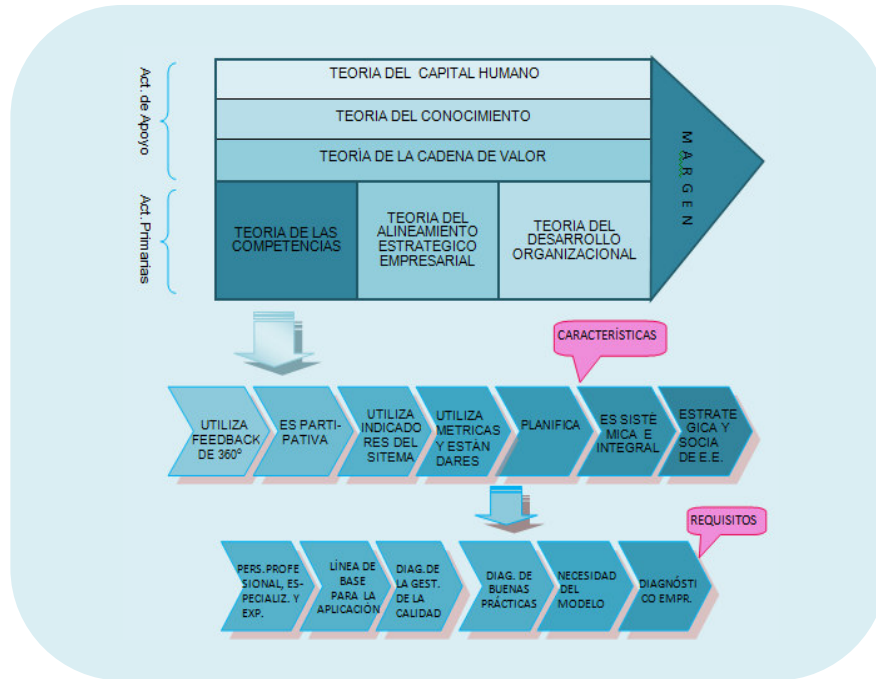 Act. de Apoyo
TEORIA DEL CAPITAL HUMANO
TEORIA DEL CONOCIMIENTO
TEORÌA DE LA CADENA DE VALOR
MARGEN
Act. Primarias
TEORIA DE LAS
COMPETENCIAS
TEORIA DEL
ALINEAMIENTO
ESTRATEGICO
EMPRESARIAL
TEORIA DEL
DESARROLLO
ORGANIZACIONAL
CARACTERÍSTICAS
UTILIZA
FEEDBACK
DE 360º
ES PARTI-
PATIVA
UTILIZA
INDICADO
RES DEL
SITEMA
UTILIZA
METRICAS
Y ESTÀN
DARES
PLANIFICA
ES SISTÉ
MICA E
INTEGRAL
ESTRATE
GICA Y
SOCIA
DE E.E.
REQUISITOS
PERS.PROFE
SIONAL, ES-
PECIALIZ. Y
EXP.
LÍNEA DE
BASE
PARA LA
APLICACIÓN
DIAG. DE
LA GEST.
DE LA
CALIDAD
DIAG. DE
BUENAS
PRÁCTICAS
NECESIDAD
DEL
MODELO
DIAGNÓSTI
CO EMPR.